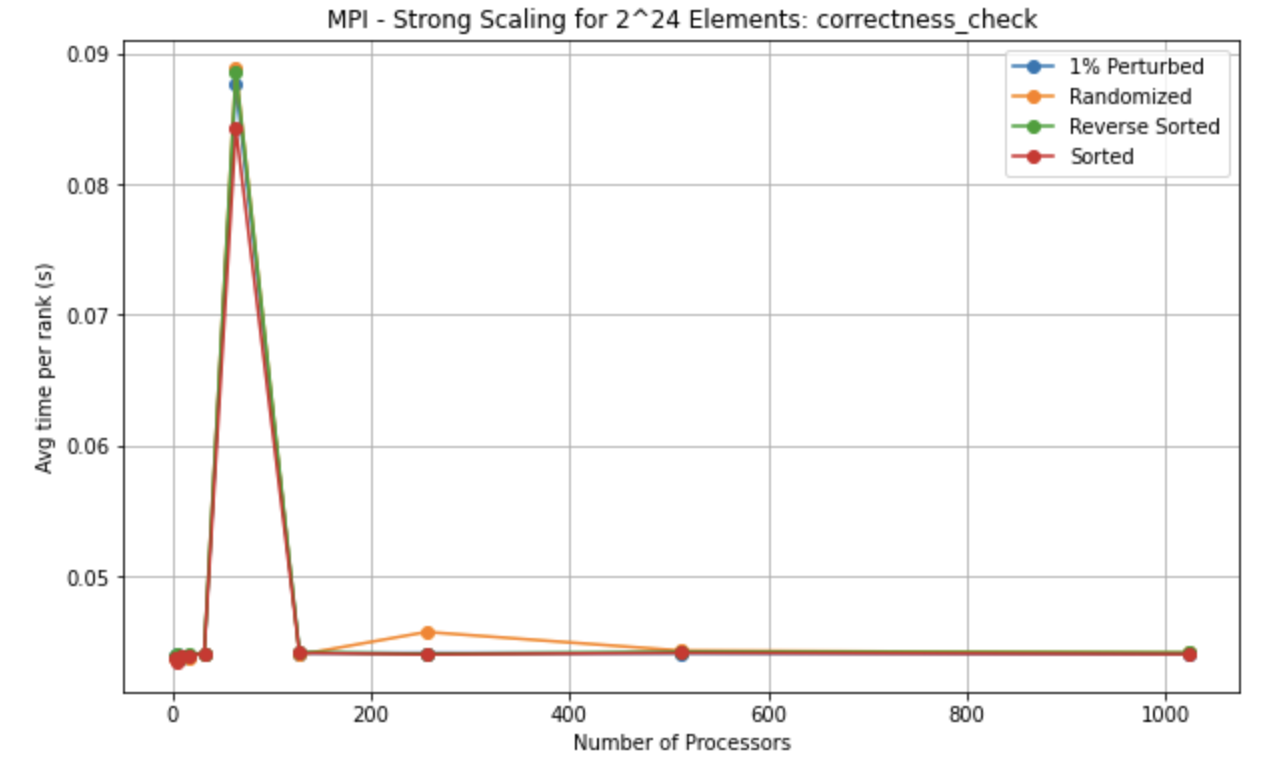 MPI - Strong Scaling for 2^24 Elements: correctness_check
0.09
0.08
0.07
0.06
0.05
Avg time per rank (s)
1% Perturbed
Randomized
Reverse Sorted
Sorted
0 200 400 600 800 1000
Number of Processors